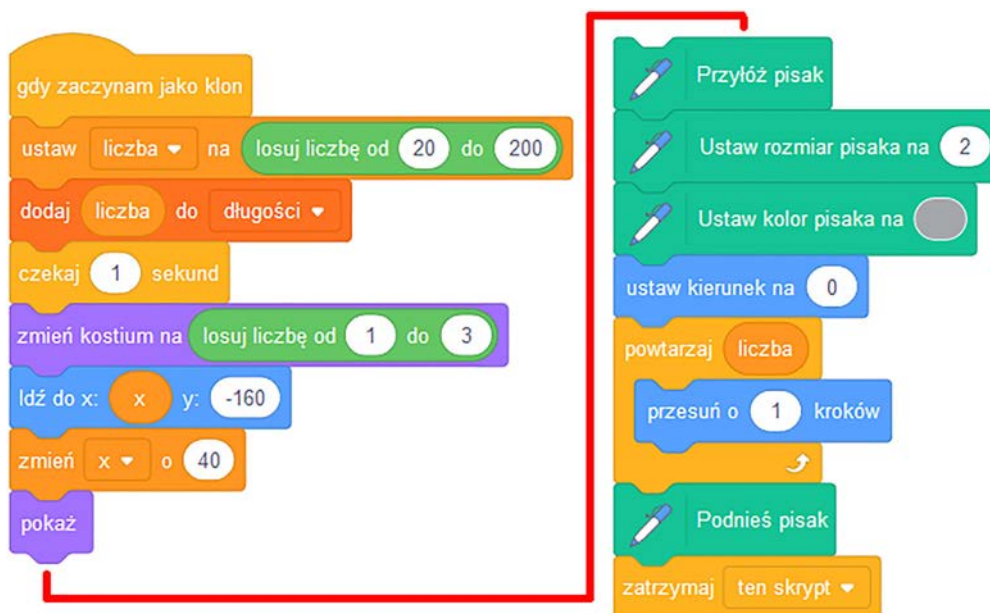 gdy zaczynam jako klon
ustaw liczba na losuj liczbę od 20 do 200
dodaj liczba do długości
czekaj 1 sekund
zmień kostium na losuj liczbę od 1 do 3
Idź do x: x y: -160
zmień x o 40
pokaż
Przyłóż pisak
Ustaw rozmiar pisaka na 2
Ustaw kolor pisaka na
ustaw kierunek na 0
powtarzaj liczba
przesuń o 1 kroków
Podnieś pisak
zatrzymaj ten skrypt